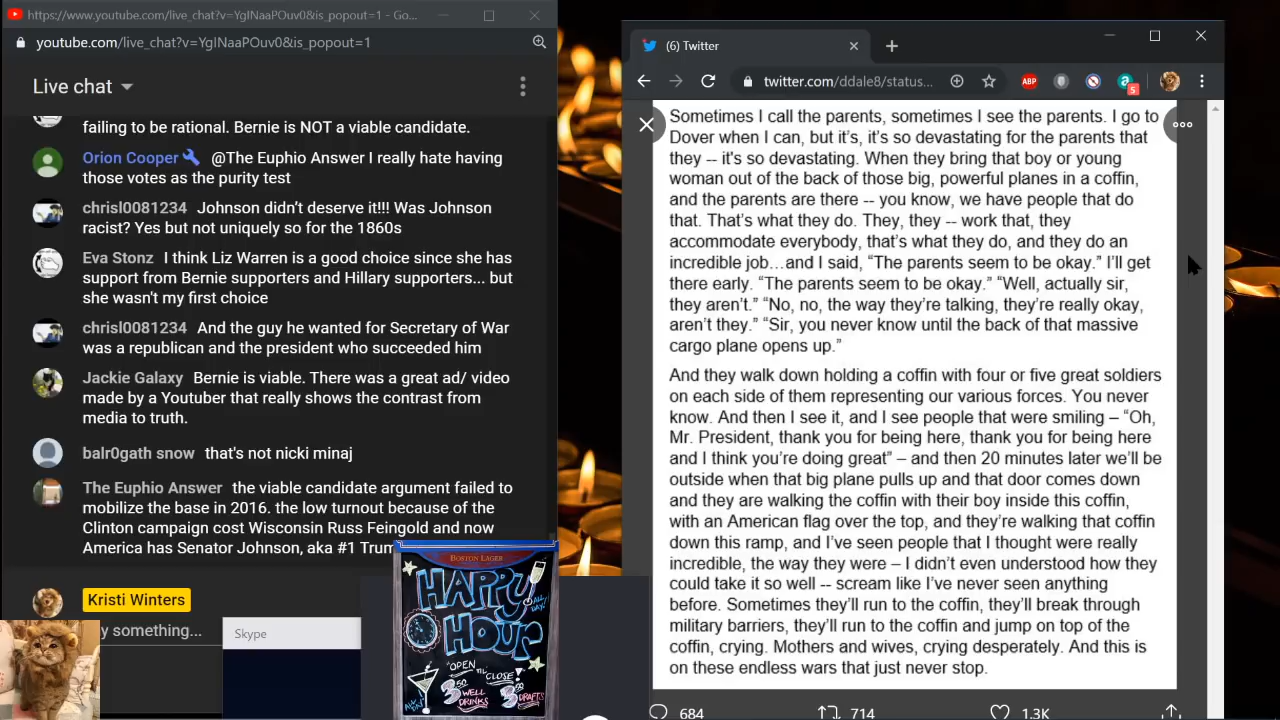 https://www.youtube.com/live_chat?v=YgINaaPOuv0&is_popout=1 - Go...
youtube.com/live_chat?v=YgINaaPOuv0&is_popout=1
Live chat
failing to be rational. Bernie is NOT a viable candidate.
Orion Cooper @The Euphio Answer I really hate having
those votes as the purity test
chrisl0081234 Johnson didn't deserve it!!! Was Johnson
racist? Yes but not uniquely so for the 1860s
Eva Stonz I think Liz Warren is a good choice since she has
support from Bernie supporters and Hillary supporters... but
she wasn't my first choice
chrisl0081234 And the guy he wanted for Secretary of War
was a republican and the president who succeeded him
Jackie Galaxy Bernie is viable. There was a great ad/ video
made by a Youtuber that really shows the contrast from
media to truth.
balr0gath snow that's not nicki minaj
The Euphio Answer the viable candidate argument failed to
mobilize the base in 2016. the low turnout because of the
Clinton campaign cost Wisconsin Russ Feingold and now
America has Senator Johnson, aka #1 Trum
Kristi Winters
y something...
Skype
BOSTON LAGER
HAPPY
ALL DAY!
HOUR
"OPEN 'TIL CLOSE!"
3.50 WELL DRINKS
3 DRAFTS
(6) Twitter
twitter.com/ddale8/status...
ABP
5
Sometimes I call the parents, sometimes I see the parents. I go to
Dover when I can, but it's, it's so devastating for the parents that
they -- it's so devastating. When they bring that boy or young
woman out of the back of those big, powerful planes in a coffin,
and the parents are there -- you know, we have people that do
that. That's what they do. They, they -- work that, they
accommodate everybody, that's what they do, and they do an
incredible job…and I said, “The parents seem to be okay.” I'll get
there early. “The parents seem to be okay.” “Well, actually sir,
they aren't.” “No, no, the way they're talking, they're really okay,
aren't they.” “Sir, you never know until the back of that massive
cargo plane opens up.”
And they walk down holding a coffin with four or five great soldiers
on each side of them representing our various forces. You never
know. And then I see it, and I see people that were smiling – “Oh,
Mr. President, thank you for being here, thank you for being here
and I think you're doing great” – and then 20 minutes later we'll be
outside when that big plane pulls up and that door comes down
and they are walking the coffin with their boy inside this coffin,
with an American flag over the top, and they're walking that coffin
down this ramp, and I've seen people that I thought were really
incredible, the way they were – I didn't even understood how they
could take it so well -- scream like I've never seen anything
before. Sometimes they'll run to the coffin, they'll break through
military barriers, they'll run to the coffin and jump on top of the
coffin, crying. Mothers and wives, crying desperately. And this is
on these endless wars that just never stop.
684
714
1.3K